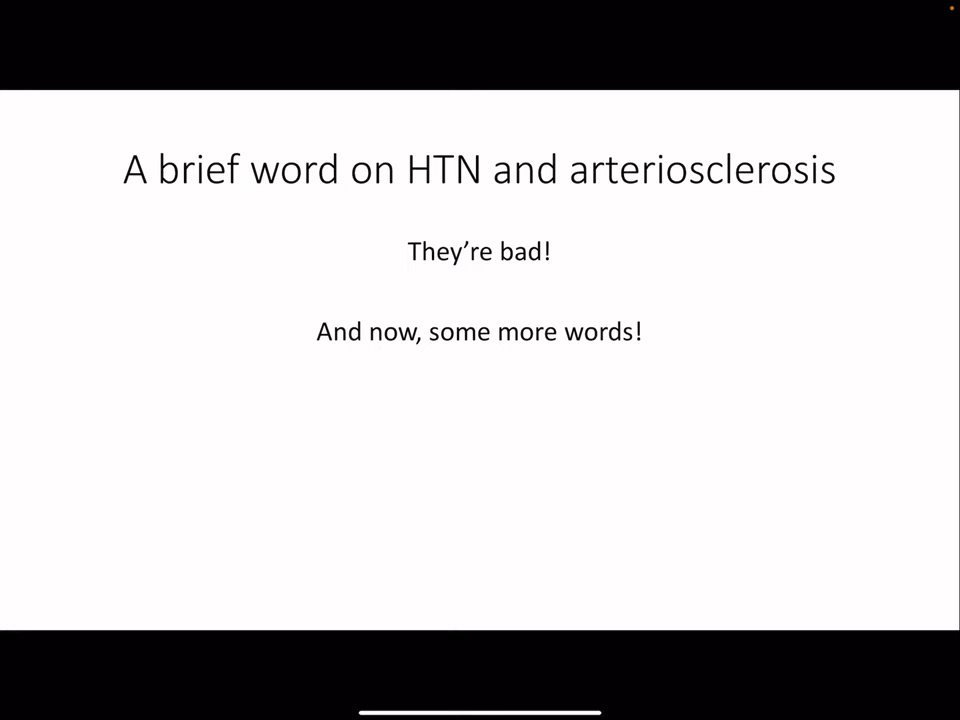 A brief word on HTN and arteriosclerosis
They’re bad!
And now, some more words!